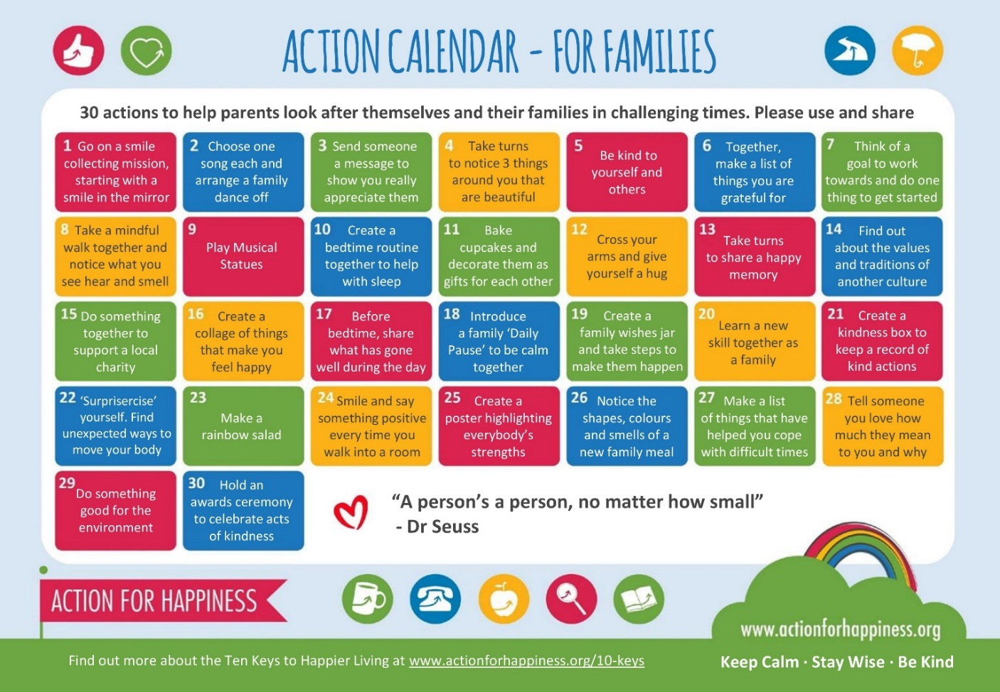 ACTION CALENDAR - FOR FAMILIES
30 actions to help parents look after themselves and their families in challenging times. Please use and share
1 Go on a smile
collecting mission,
starting with a
smile in the mirror
2 Choose one
song each and
arrange a family
dance off
3 Send someone
a message to
show you really
appreciate them
4 Take turns
to notice 3 things
around you that
are beautiful
5
Be kind to
yourself and
others
6 Together,
make a list of
things you are
grateful for
7 Think of a
goal to work
towards and do one
thing to get started
8 Take a mindful
walk together and
notice what you
see hear and smell
9
Play Musical
Statues
10 Create a
bedtime routine
together to help
with sleep
11 Bake
cupcakes and
decorate them as
gifts for each other
12
Cross your
arms and give
yourself a hug
13
Take turns
to share a happy
memory
14 Find out
about the values
and traditions of
another culture
15 Do something
together to
support a local
charity
16 Create a
collage of things
that make you
feel happy
17 Before
bedtime, share
what has gone
well during the day
18 Introduce
a family ‘Daily
Pause’ to be calm
together
19 Create a
family wishes jar
and take steps to
make them happen
20
Learn a new
skill together as
a family
21 Create a
kindness box to
keep a record of
kind actions
22 ‘Surprisercise’
yourself. Find
unexpected ways to
move your body
23
Make a
rainbow salad
24 Smile and say
something positive
every time you
walk into a room
25 Create a
poster highlighting
everybody’s
strengths
26 Notice the
shapes, colours
and smells of a
new family meal
27 Make a list
of things that have
helped you cope
with difficult times
28 Tell someone
you love how
much they mean
to you and why
29
Do something
good for the
environment
30 Hold an
awards ceremony
to celebrate acts
of kindness
“A person’s a person, no matter how small”
- Dr Seuss
ACTION FOR HAPPINESS
www.actionforhappiness.org
Find out more about the Ten Keys to Happier Living at www.actionforhappiness.org/10-keys
Keep Calm · Stay Wise · Be Kind